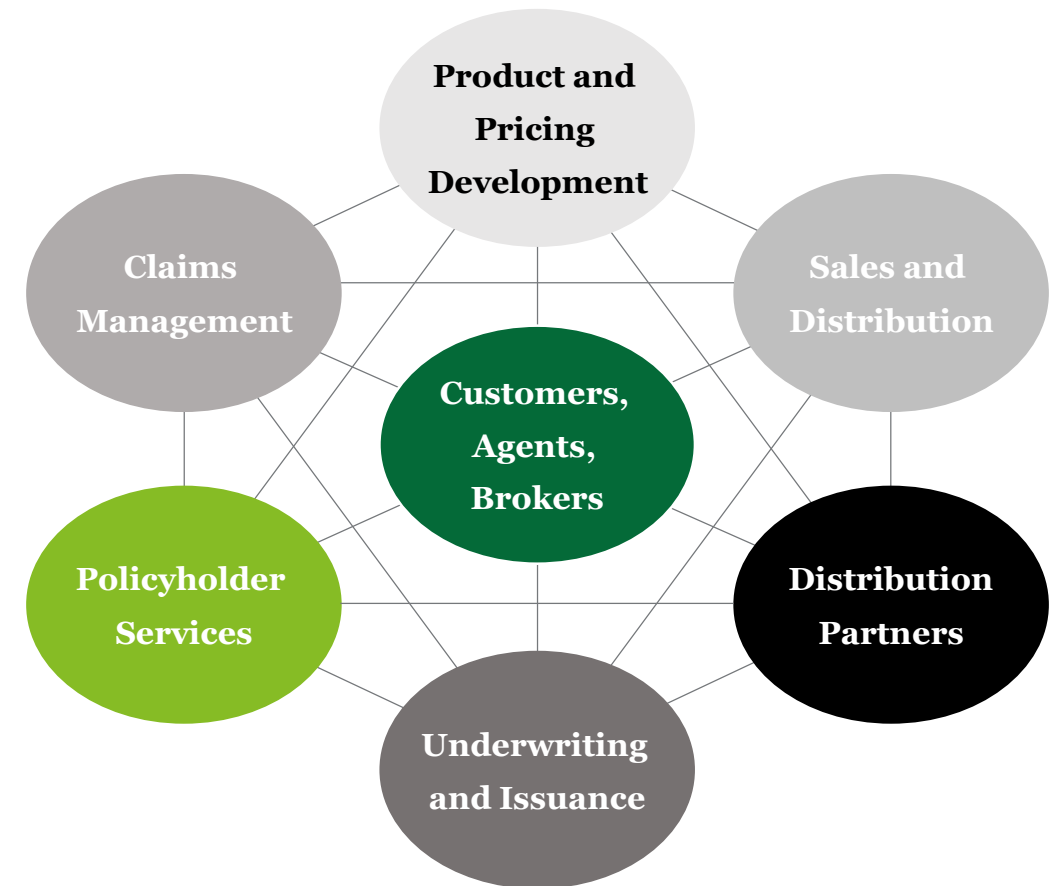 Product and
Pricing
Development
Claims
Management
Sales and
Distribution
Customers,
Agents,
Brokers
Policyholder
Services
Distribution
Partners
Underwriting
and Issuance